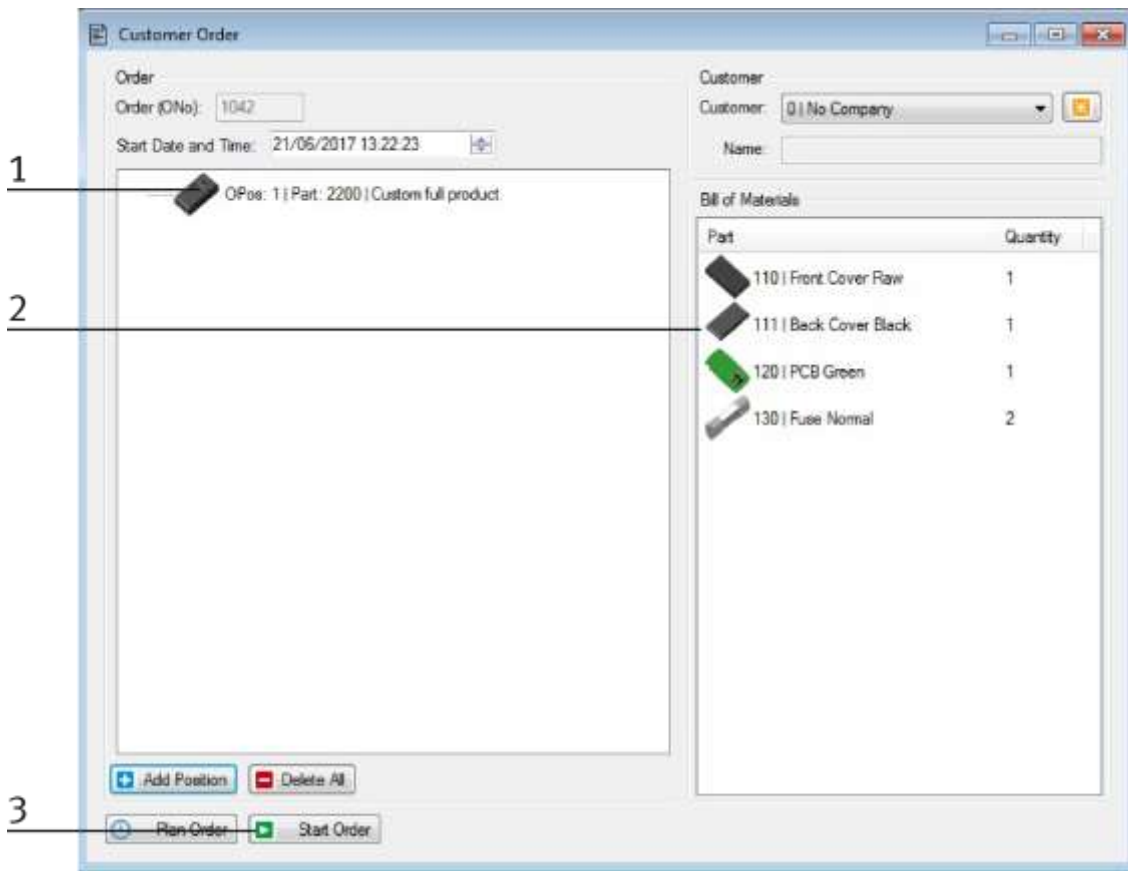 Customer Order
Order
Order (ONo): 1042
Start Date and Time: 21/06/2017 13:22:23
1
OPos: 1 | Part: 2200 | Custom full product
Customer
Customer: 0 | No Company
Name:
Bill of Materials
Part Quantity
110 | Front Cover Raw 1
2
111 | Back Cover Black 1
120 | PCB Green 1
130 | Fuse Normal 2
Add Position Delete All
3
Plan Order Start Order